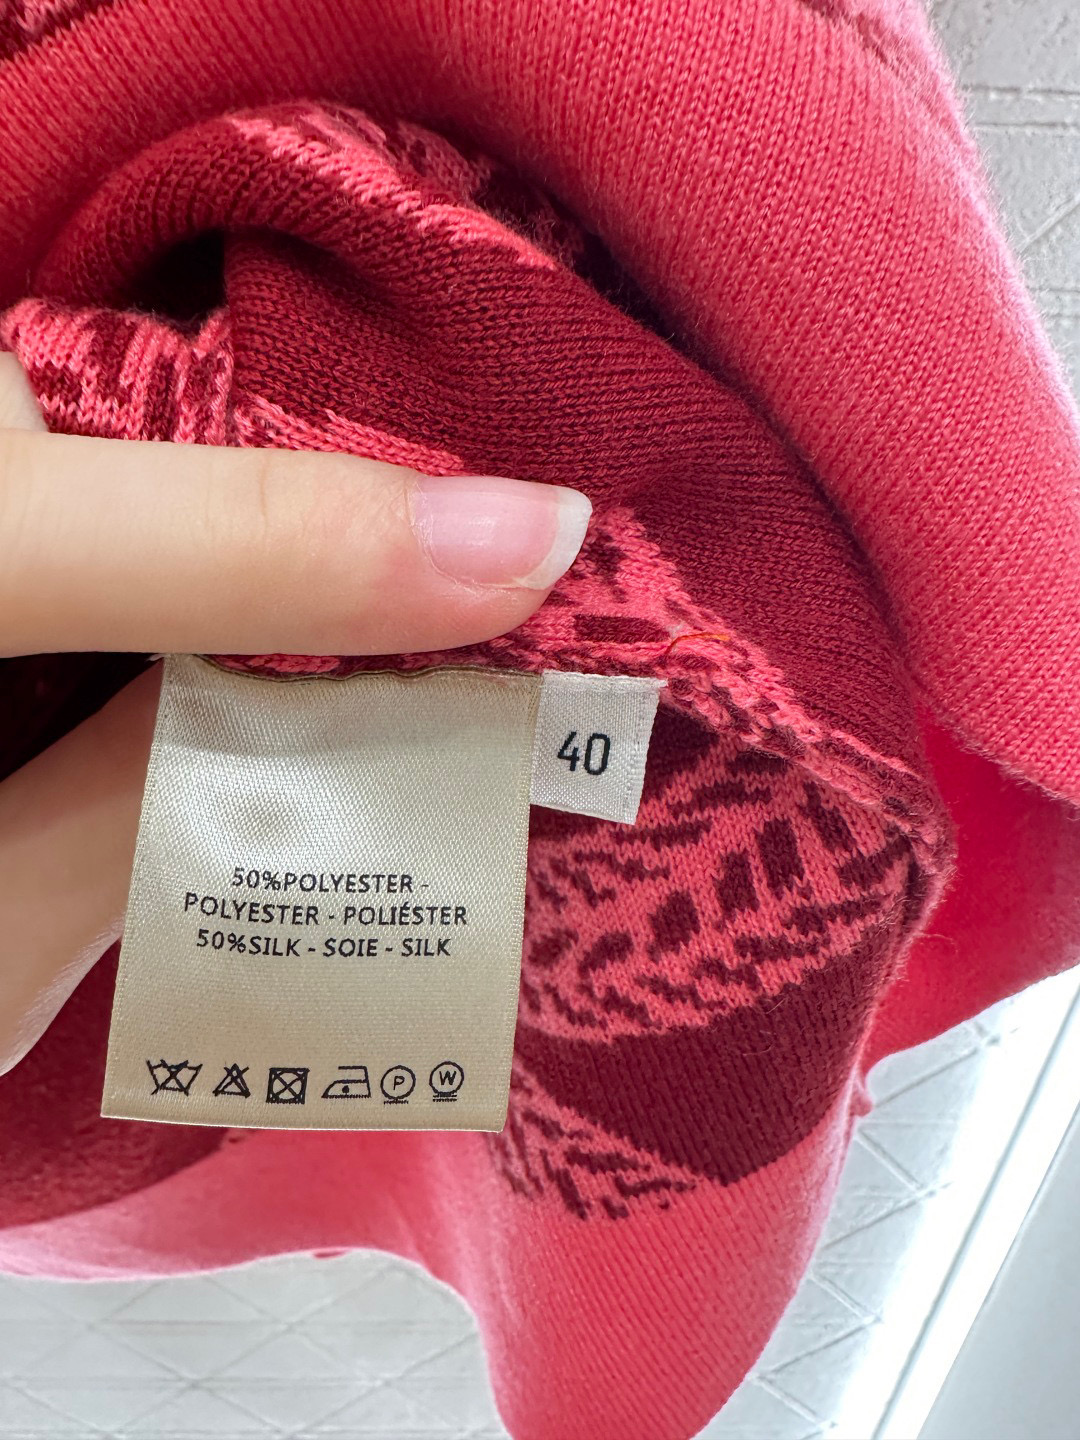 40
50%POLYESTER -
POLYESTER - POLIÉSTER
50%SILK - SOIE - SILK
P W